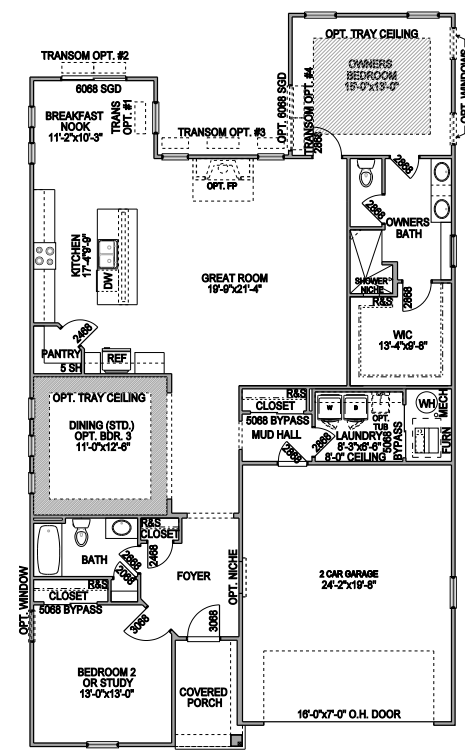 OPT. TRAY CEILING
OWNERS
BEDROOM
15'-0"x13'-0"
OPT. WINDOWS
TRANSOM OPT. #2
6068 SGD
BREAKFAST
NOOK
11'-2"x10'-3"
TRANS
OPT. #1
OPT. 6068 SGD
TRANSOM OPT. #4
TRANSOM OPT. #3
2868
OPT. FP
2868
2868
OWNERS
BATH
KITCHEN
17'-4"x9'-9"
DW
GREAT ROOM
19'-9"x21'-4"
SHOWER
NICHE
R&S
2868
WIC
13'-4"x9'-8"
2468
PANTRY
5 SH
REF
OPT. TRAY CEILING
DINING (STD.)
OPT. BDR. 3
11'-0"x12'-6"
R&S
CLOSET
5068 BYPASS
MUD HALL
W
D
OPT.
TUB
WH
MECH
FURN
2868
2868
LAUNDRY
8'-3"x6'-6"
8'-0" CEILING
5068
BYPASS
R&S
CLOSET
2468
BATH
2668
2068
FOYER
OPT. NICHE
2 CAR GARAGE
24'-2"x19'-8"
OPT. WINDOW
R&S
CLOSET
5068 BYPASS
3068
3068
BEDROOM 2
OR STUDY
13'-0"x13'-0"
COVERED
PORCH
16'-0"x7'-0" O.H. DOOR